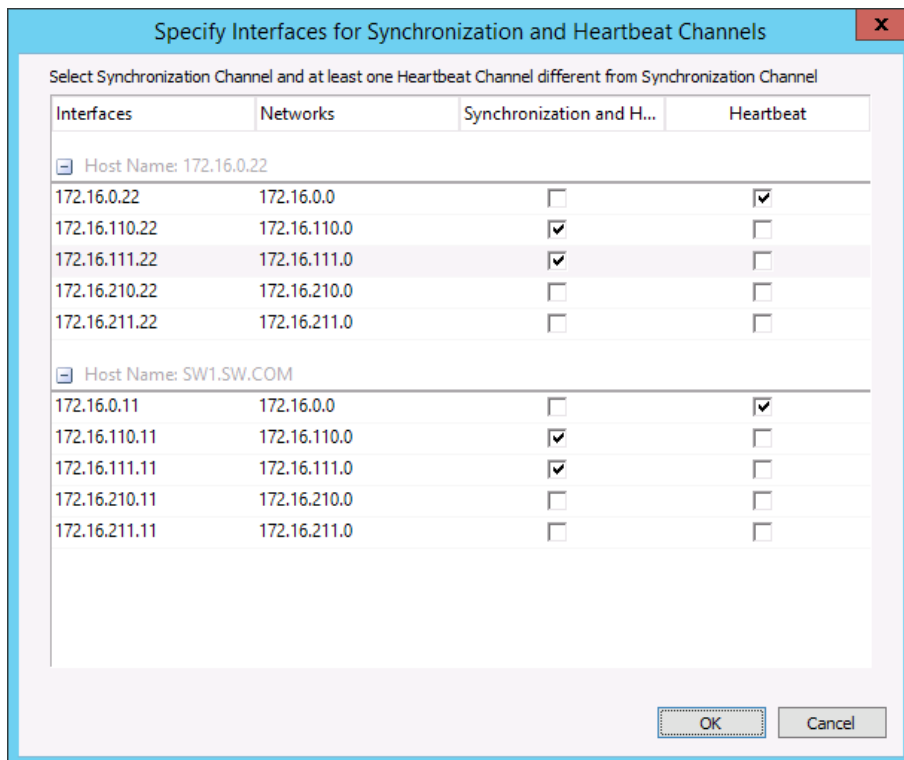 Specify Interfaces for Synchronization and Heartbeat Channels
x
Select Synchronization Channel and at least one Heartbeat Channel different from Synchronization Channel
Interfaces Networks Synchronization and H... Heartbeat
Host Name: 172.16.0.22
172.16.0.22 172.16.0.0
172.16.110.22 172.16.110.0
172.16.111.22 172.16.111.0
172.16.210.22 172.16.210.0
172.16.211.22 172.16.211.0
Host Name: SW1.SW.COM
172.16.0.11 172.16.0.0
172.16.110.11 172.16.110.0
172.16.111.11 172.16.111.0
172.16.210.11 172.16.210.0
172.16.211.11 172.16.211.0
OK Cancel